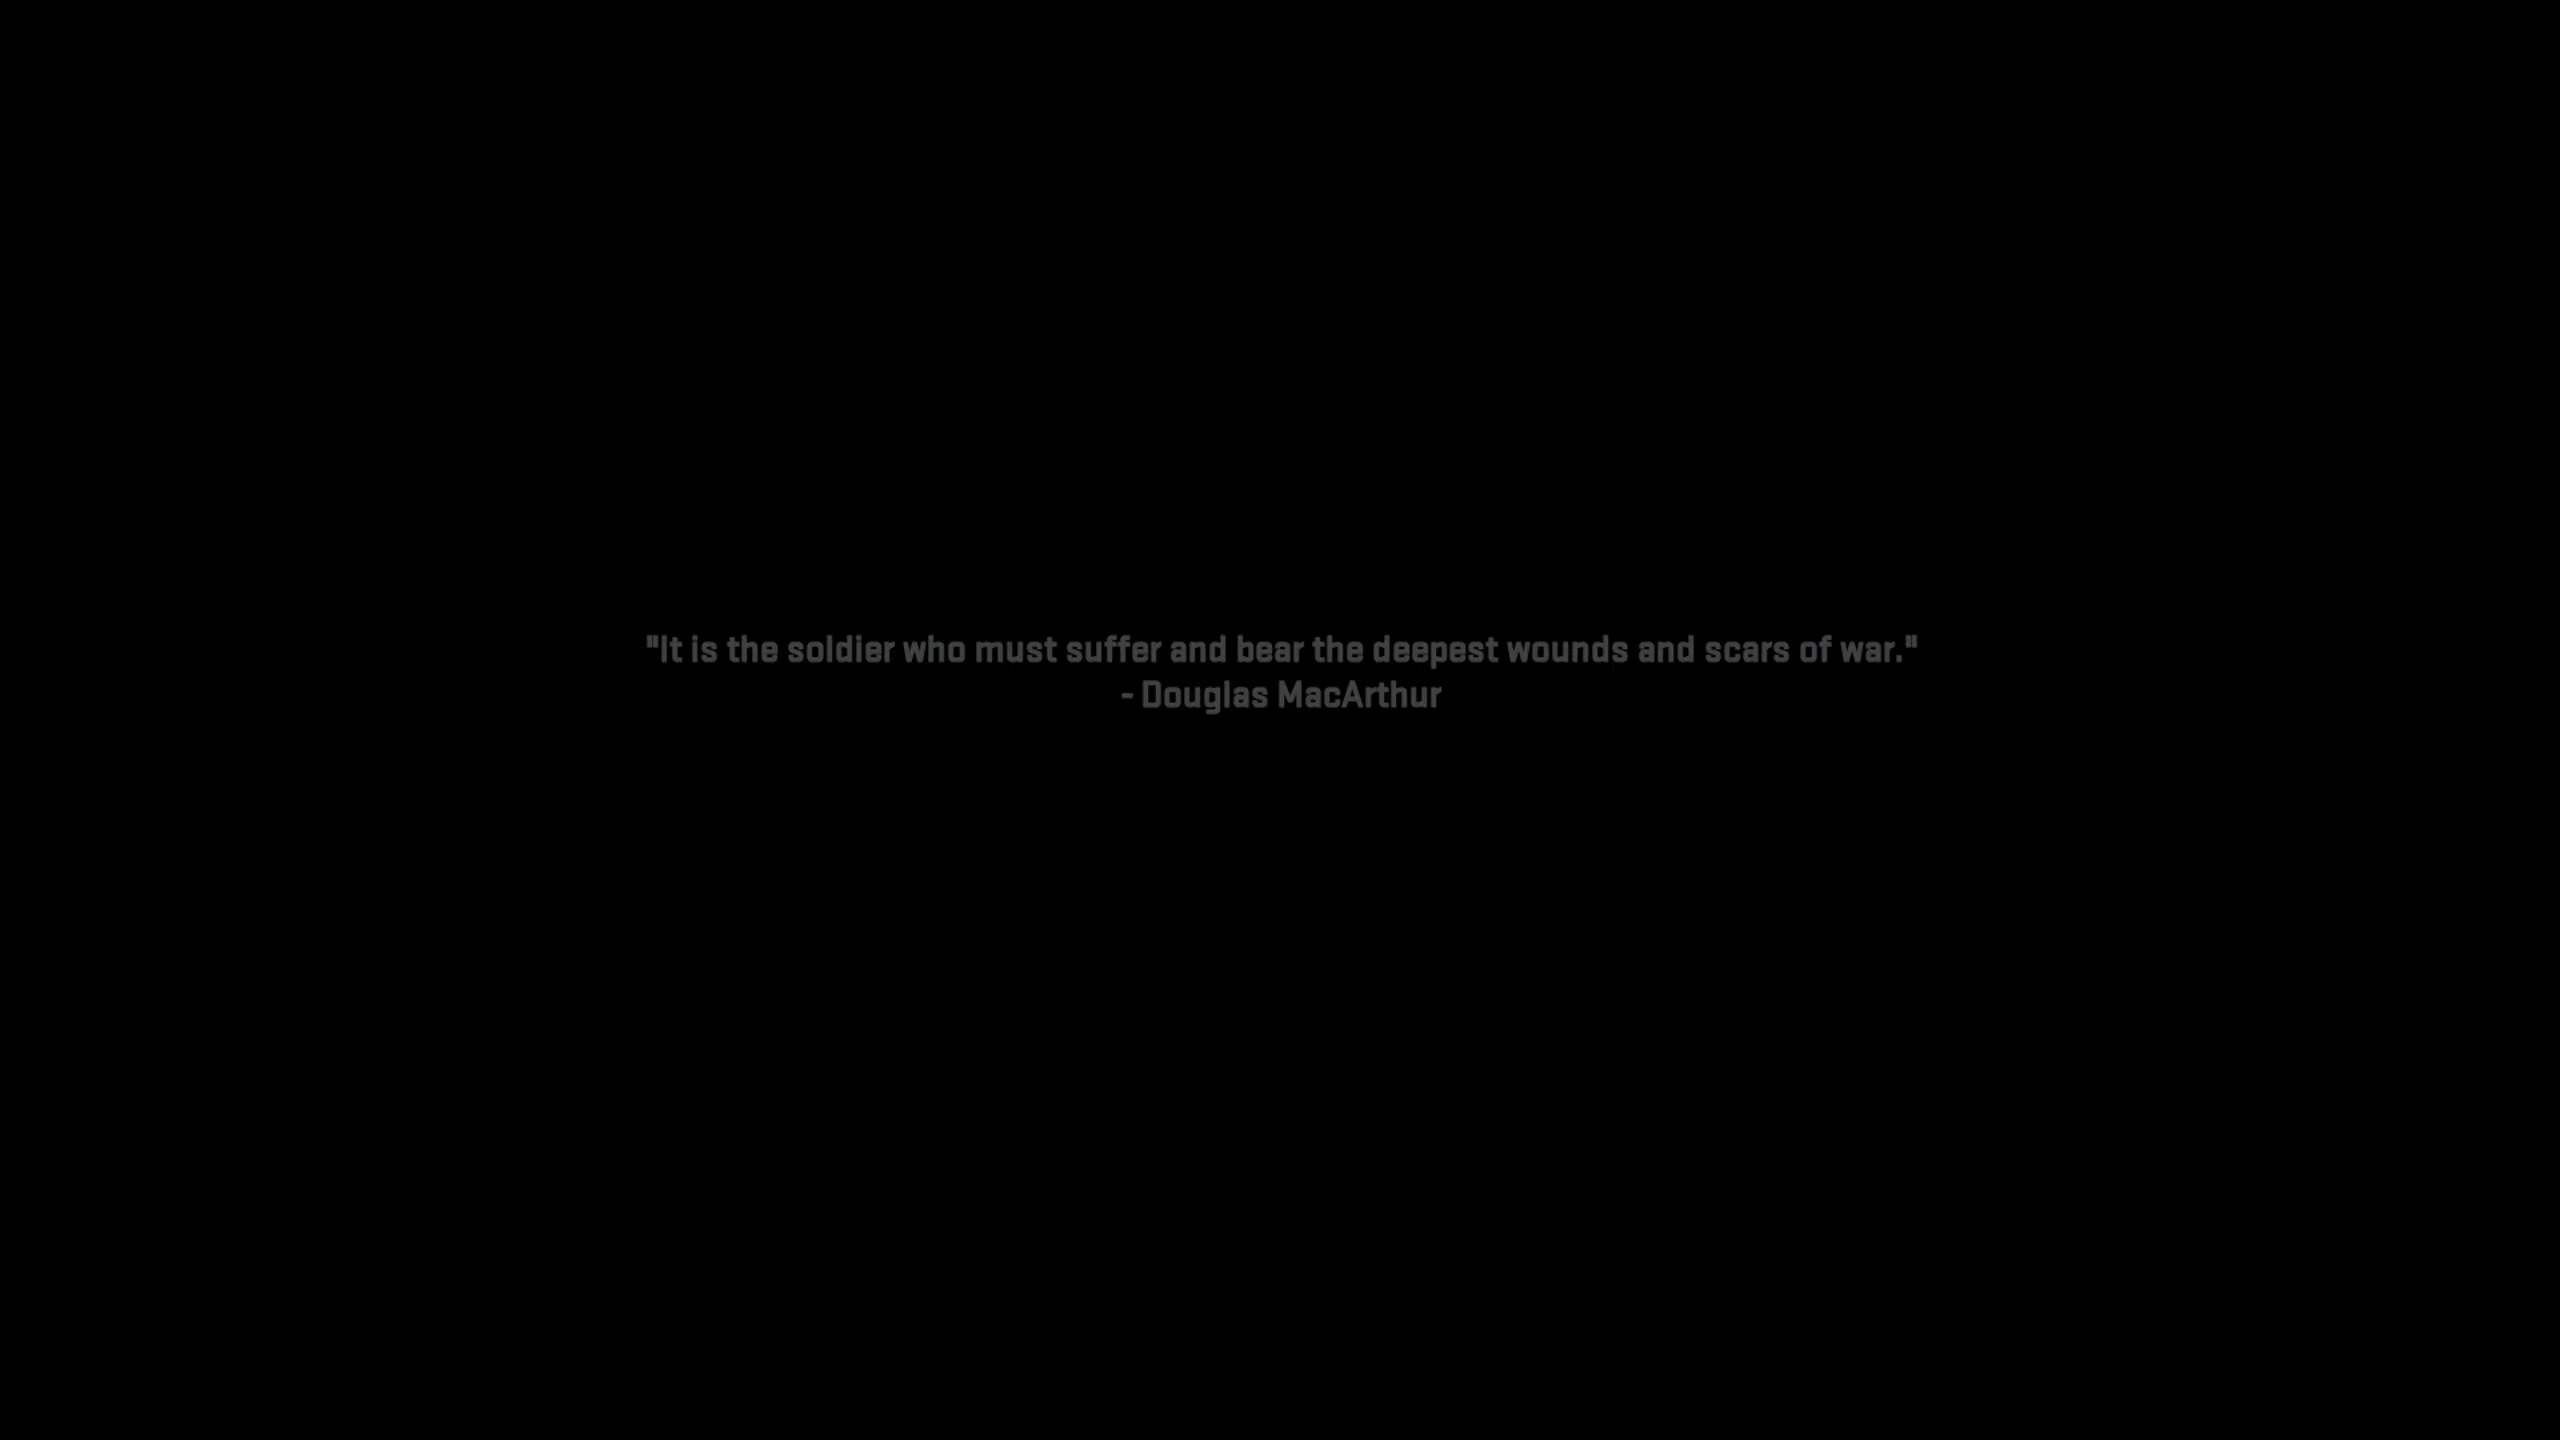 "It is the soldier who must suffer and bear the deepest wounds and scars of war."
- Douglas MacArthur